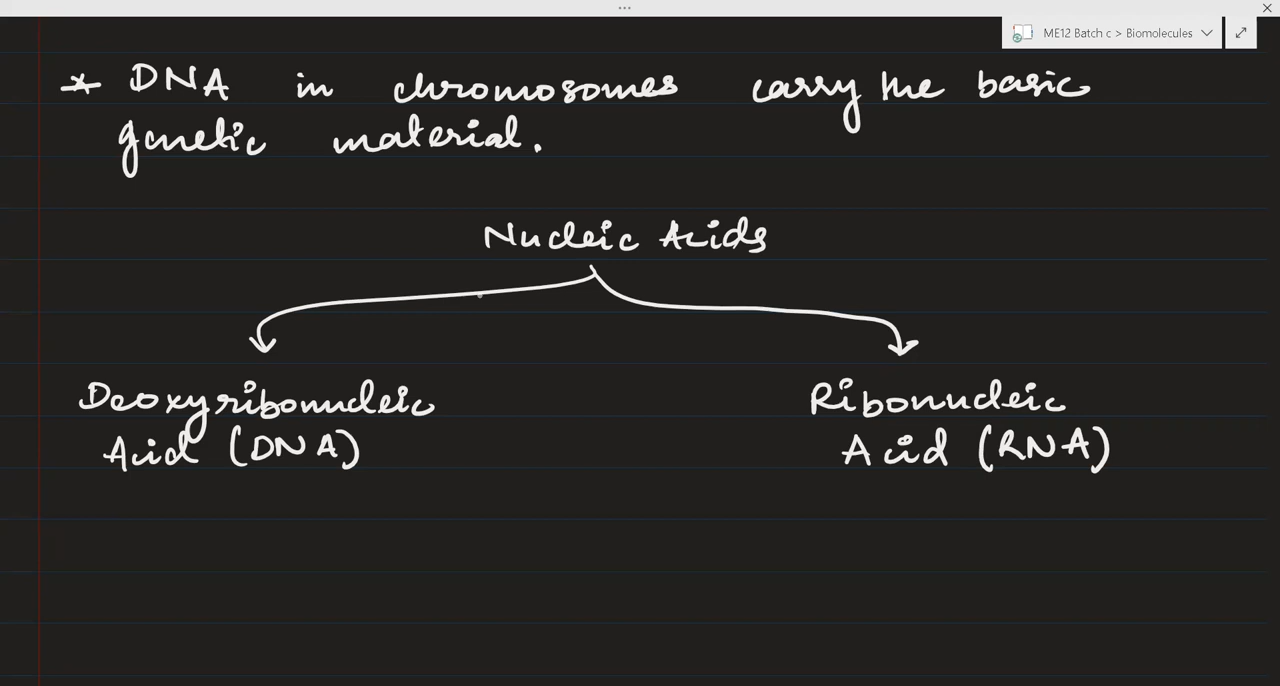 ME12 Batch c > Biomolecules
* DNA in chromosomes carry the basic
genetic material.
Nucleic Acids
Deoxyribonucleic
Acid (DNA)
Ribonucleic
Acid (RNA)